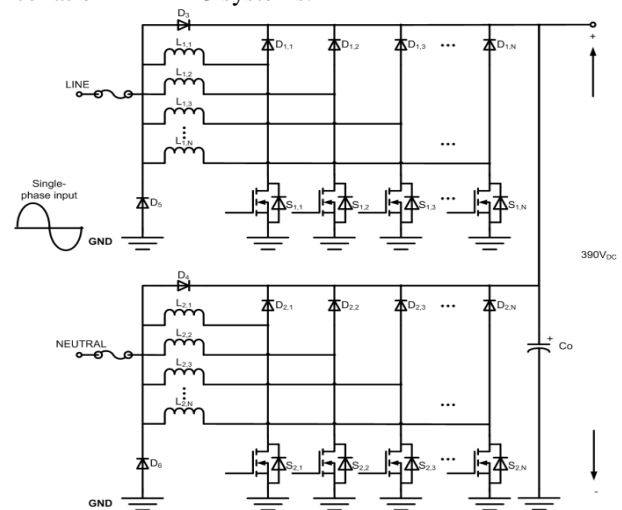 D3
L1,1
D1,1
D1,2
D1,3
...
D1,N
+
LINE
L1,2
L1,3
L1,N
...
Single-
phase input
D5
S1,1
S1,2
S1,3
...
S1,N
GND
390VDC
D4
L2,1
D2,1
D2,2
D2,3
...
D2,N
NEUTRAL
L2,2
+
Co
L2,3
L2,N
...
D6
S2,1
S2,2
S2,3
...
S2,N
-
GND